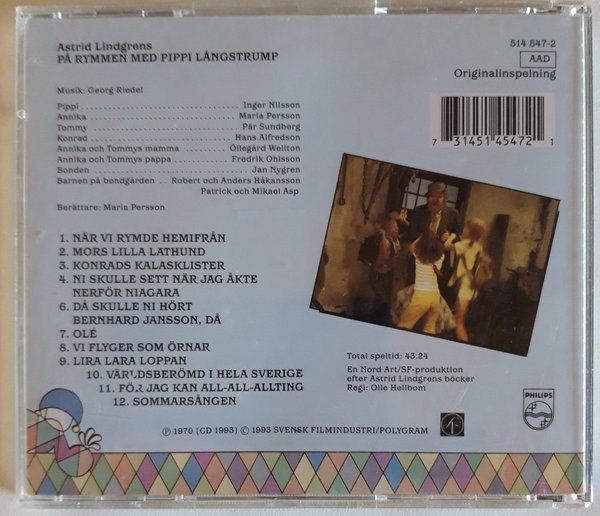 Astrid Lindgrens
PÅ RYMMEN MED PIPPI LÅNGSTRUMP
514 547-2
AAD
Originalinspelning
Musik: Georg Riedel
Pippi Inger Nilsson
Annika Maria Persson
Tommy Pär Sundberg
Konrad Hans Alfredson
Annika och Tommys mamma Öllegård Wellton
Annika och Tommys pappa Fredrik Ohlsson
Bonden Jan Nygren
Barnen på bondgården Robert och Anders Håkansson
Patrick och Mikael Asp
Berättare: Maria Persson
7 31451 45472 1
1. NÄR VI RYMDE HEMIFRÅN
2. MORS LILLA LATHUND
3. KONRADS KALASKLISTER
4. NI SKULLE SETT NÄR JAG ÅKTE
NERFÖR NIAGARA
6. DÅ SKULLE NI HÖRT
BERNHARD JANSSON, DÅ
7. OLÉ
8. VI FLYGER SOM ÖRNAR
9. LIRA LARA LOPPAN
10. VÄRLDSBERÖMD I HELA SVERIGE
11. FÖR JAG KAN ALL-ALL-ALLTING
12. SOMMARSÅNGEN
Total speltid: 43.24
En Nord Art/SF-produktion
efter Astrid Lindgrens böcker
Regi: Olle Hellbom
PHILIPS
℗ 1970 (CD 1993) © 1993 SVENSK FILMINDUSTRI/POLYGRAM